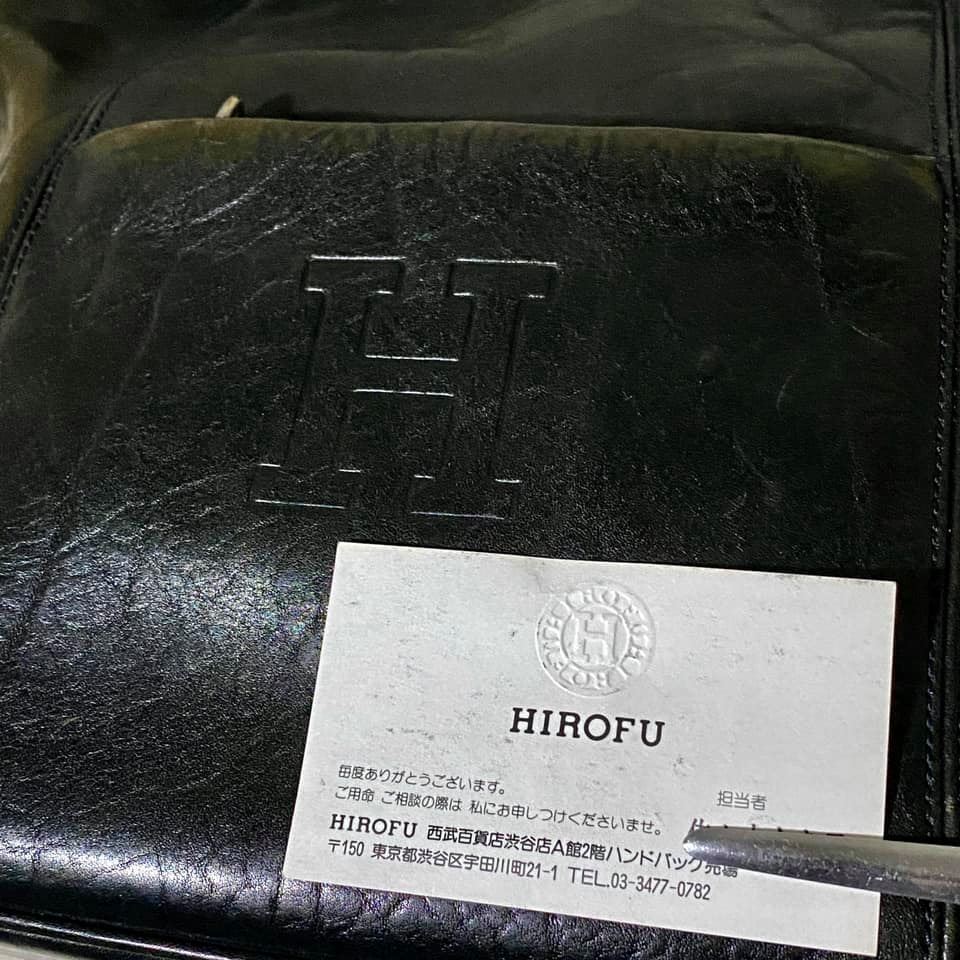 H
HIROFU H HIROFU
HIROFU
毎度ありがとうございます。
ご用命 ご相談の際は 私にお申しつけくださいませ。
担当者
HIROFU 西武百貨店渋谷店A館2階ハンドバック売場
〒150 東京都渋谷区宇田川町21-1 TEL.03-3477-0782